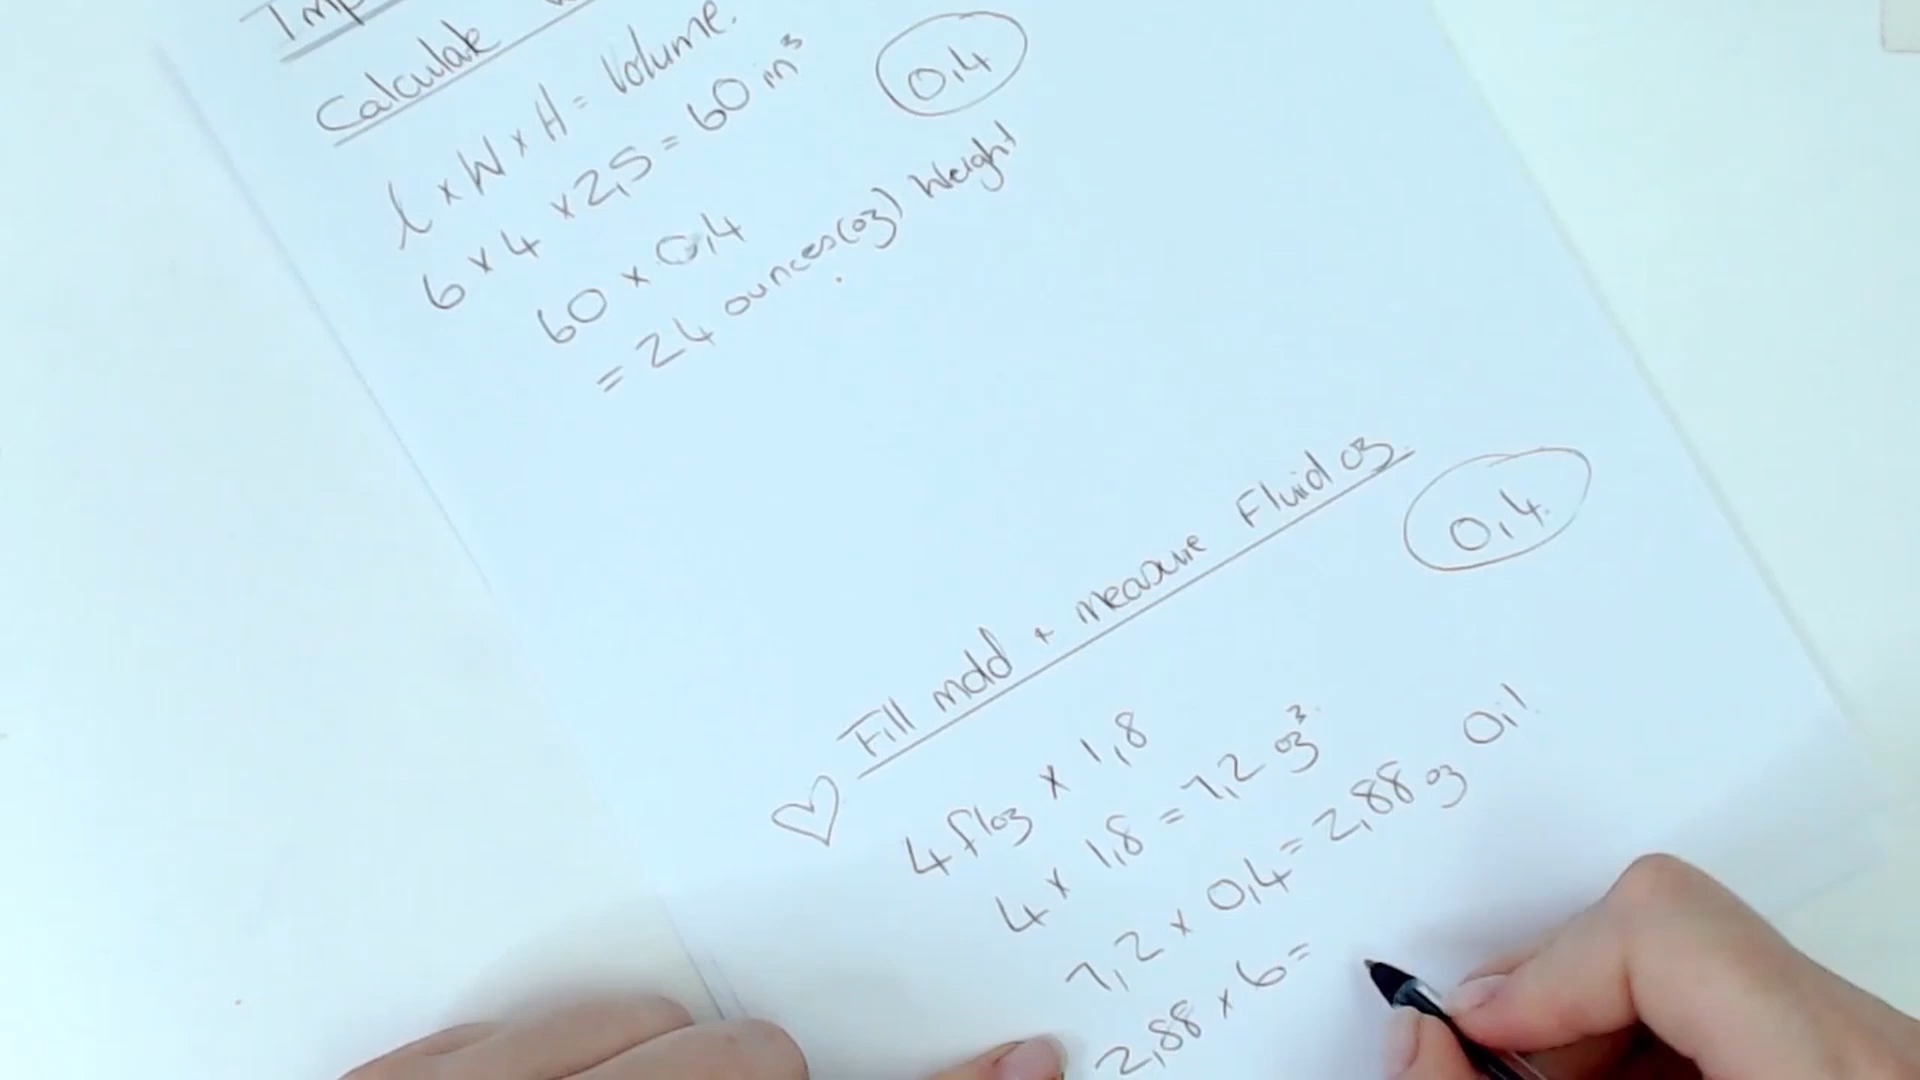 Calculate
l x W x H = Volume.
6 x 4 x 2,5 = 60 in³
0,4
60 x 0,4
= 24 ounces (oz) Weight
Fill mold + measure Fluid oz
0,4.
4 floz x 1,8
4 x 1,8 = 7,2 oz³
7,2 x 0,4 = 2,88 oz Oil.
2,88 x 6 =